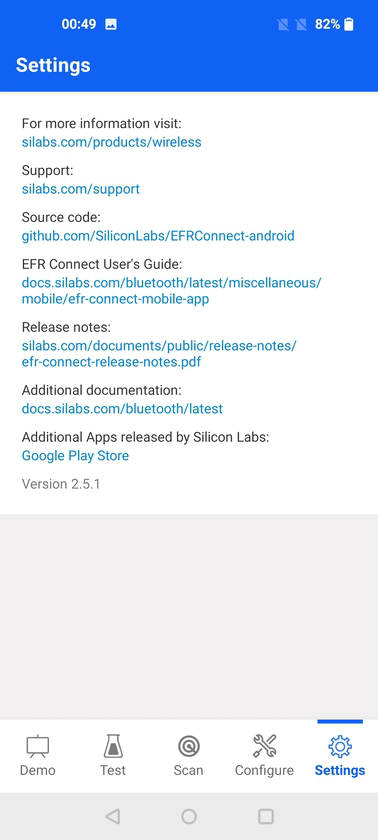 00:49
82%
Settings
For more information visit:
silabs.com/products/wireless
Support:
silabs.com/support
Source code:
github.com/SiliconLabs/EFRConnect-android
EFR Connect User's Guide:
docs.silabs.com/bluetooth/latest/miscellaneous/
mobile/efr-connect-mobile-app
Release notes:
silabs.com/documents/public/release-notes/
efr-connect-release-notes.pdf
Additional documentation:
docs.silabs.com/bluetooth/latest
Additional Apps released by Silicon Labs:
Google Play Store
Version 2.5.1
Demo
Test
Scan
Configure
Settings